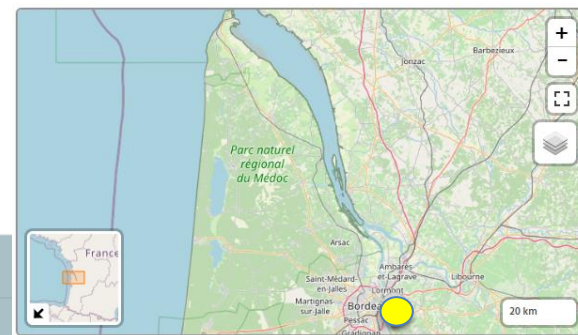 Barbezieux
Jonzac
Parc naturel
régional
du Médoc
Arsac
Ambarès
et-Lagrave
Libourne
Saint-Médard-
en-Jalles
Lormont
Martignas
sur-Jalle
Bordea
Pessac
Gradignan
France
20 km
+
−